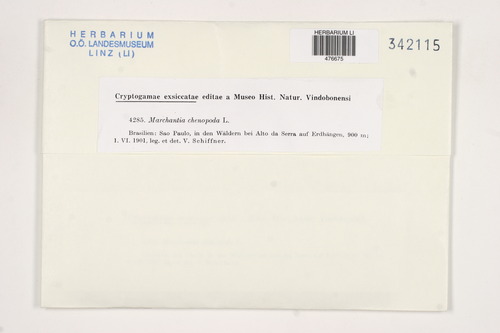 HERBARIUM
O.Ö. LANDESMUSEUM
LINZ (LI)
HERBARIUM LI
476675
342115
Cryptogamae exsiccatae editae a Museo Hist. Natur. Vindobonensi
4285. Marchantia chenopoda L.
Brasilien: Sao Paulo, in den Wäldern bei Alto da Serra auf Erdhängen, 900 m;
1. VI. 1901, leg. et det. V. Schiffner.